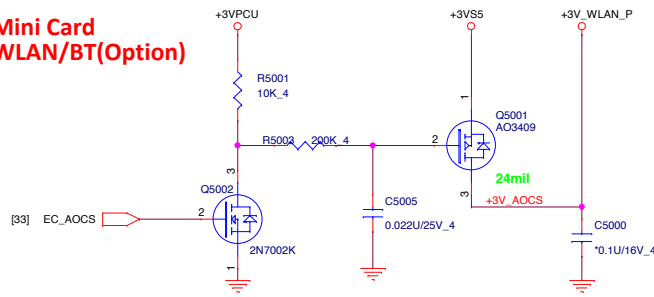 Mini Card
WLAN/BT(Option)
+3VPCU
+3VS5
+3V_WLAN_P
R5001
10K_4
1
Q5001
AO3409
R5003
200K_4
2
3
24mil
+3V_AOCS
3
Q5002
[33]
EC_AOCS
2
2N7002K
1
C5005
0.022U/25V_4
C5000
*0.1U/16V_4